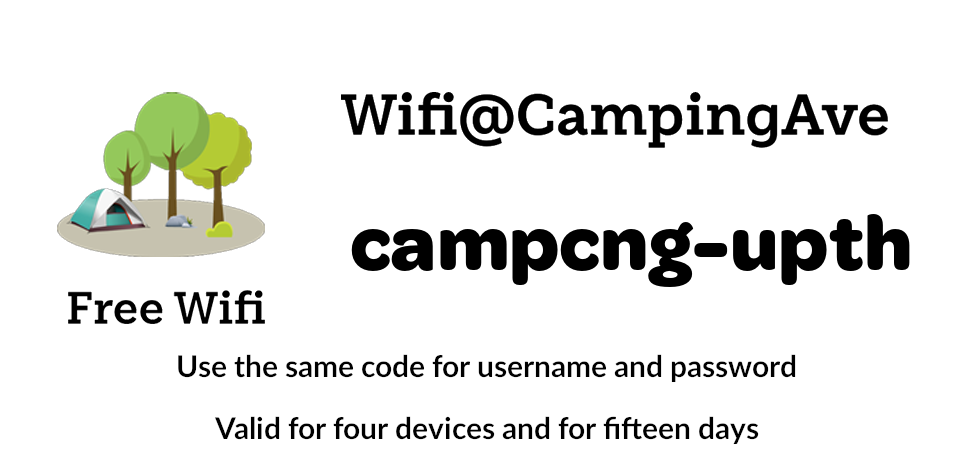 Wifi@CampingAve
campcng-upth
Free Wifi
Use the same code for username and password
Valid for four devices and for fifteen days